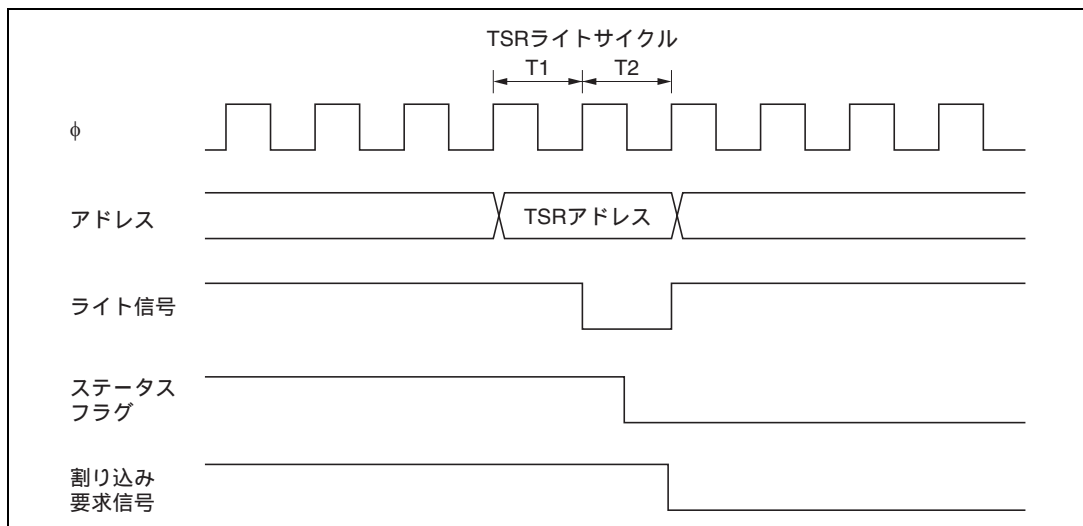 TSRライトサイクル
T1 T2
φ
アドレス
TSRアドレス
ライト信号
ステータス
フラグ
割り込み
要求信号